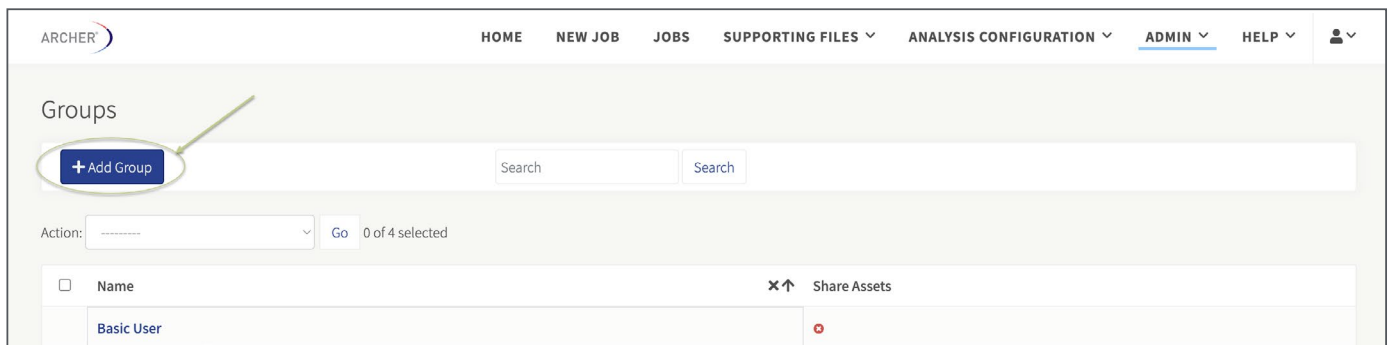 ARCHER®
HOME NEW JOB JOBS SUPPORTING FILES ANALYSIS CONFIGURATION ADMIN HELP
Groups
+ Add Group Search Search
Action: --------- Go 0 of 4 selected
Name Share Assets
Basic User